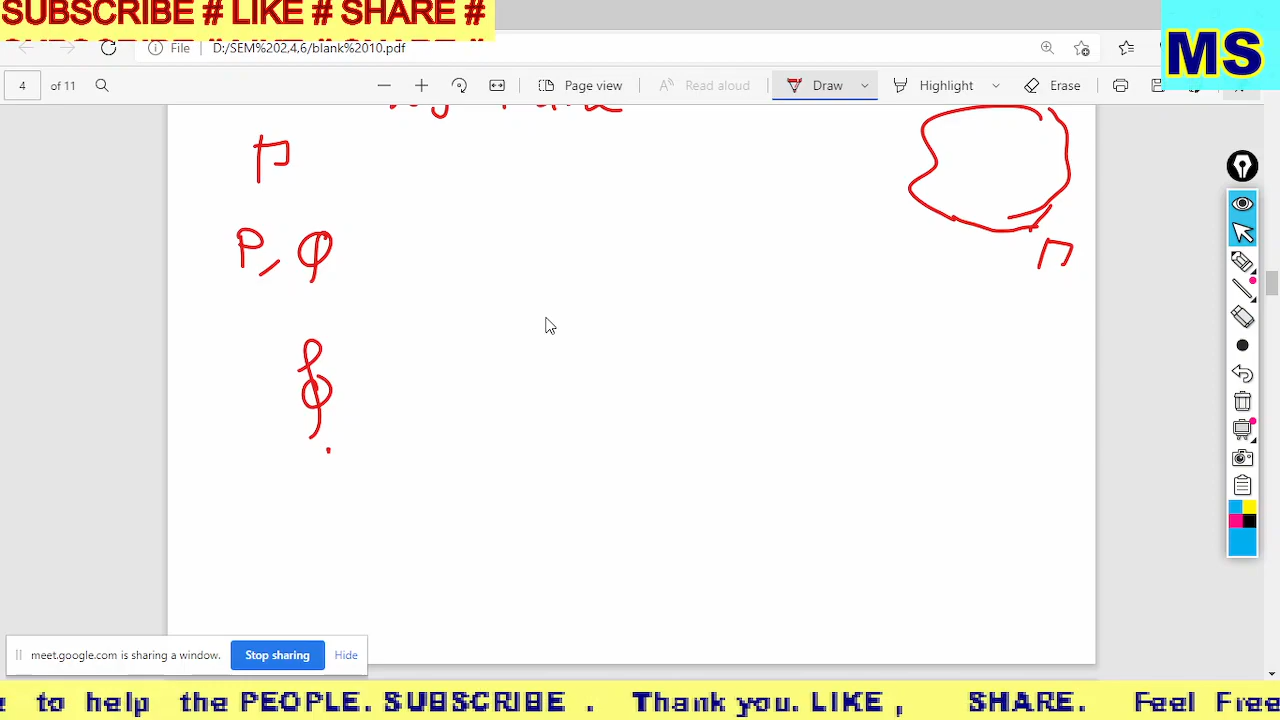 SUBSCRIBE # LIKE # SHARE #
MS
File D:/SEM%202,4,6/blank%2010.pdf
4 of 11 Page view Read aloud Draw Highlight Erase
P, φ
meet.google.com is sharing a window. Stop sharing Hide
to help the PEOPLE. SUBSCRIBE . Thank you. LIKE , SHARE. Feel Free